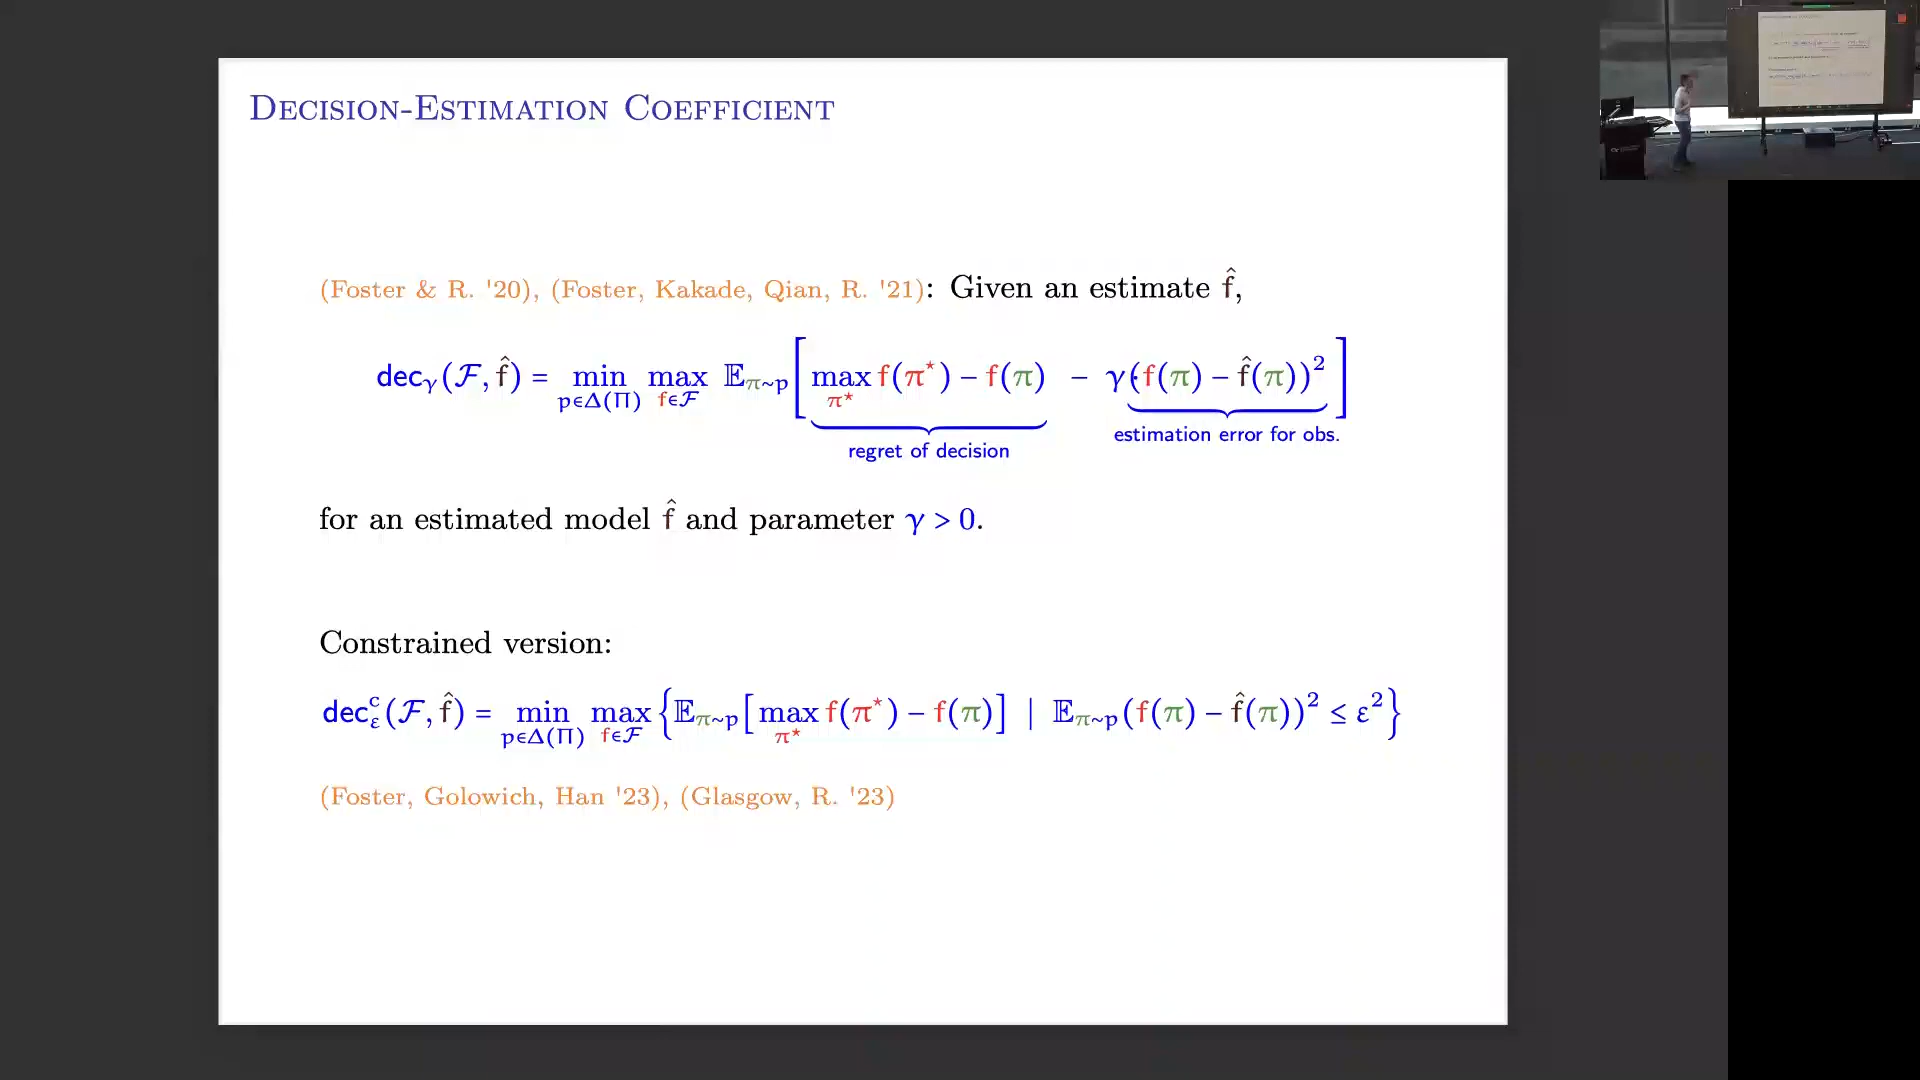 DECISION-ESTIMATION COEFFICIENT
(Foster & R. '20), (Foster, Kakade, Qian, R. '21): Given an estimate f̂,
dec_γ(ℱ, f̂) = min_{p∈Δ(Π)} max_{f∈ℱ} 𝔼_{π∼p} [ max_{π⋆} f(π⋆) − f(π) − γ·(f(π) − f̂(π))² ]
estimation error for obs.
regret of decision
for an estimated model f̂ and parameter γ > 0.
Constrained version:
dec^c_ε(ℱ, f̂) = min_{p∈Δ(Π)} max_{f∈ℱ} {𝔼_{π∼p}[max_{π⋆} f(π⋆) − f(π)] | 𝔼_{π∼p}(f(π) − f̂(π))² ≤ ε²}
(Foster, Golowich, Han '23), (Glasgow, R. '23)